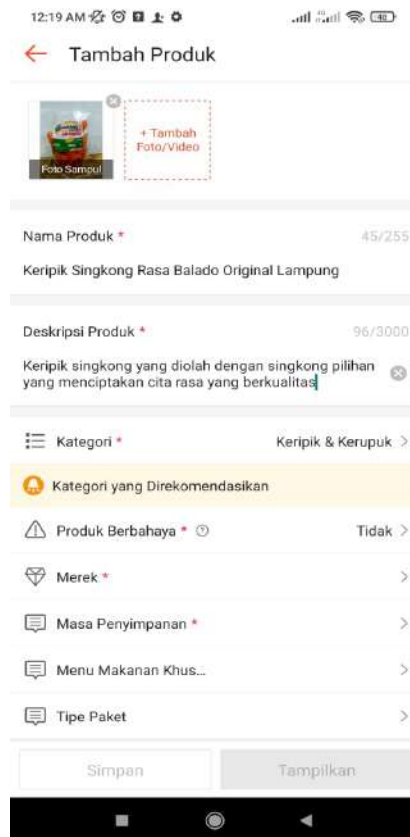 12:19 AM
Tambah Produk
Foto Sampul
+ Tambah
Foto/Video
Nama Produk * 45/255
Keripik Singkong Rasa Balado Original Lampung
Deskripsi Produk * 96/3000
Keripik singkong yang diolah dengan singkong pilihan
yang menciptakan cita rasa yang berkualitas
Kategori * Keripik & Kerupuk
Kategori yang Direkomendasikan
Produk Berbahaya * Tidak
Merek *
Masa Penyimpanan *
Menu Makanan Khus...
Tipe Paket
Simpan Tampilkan